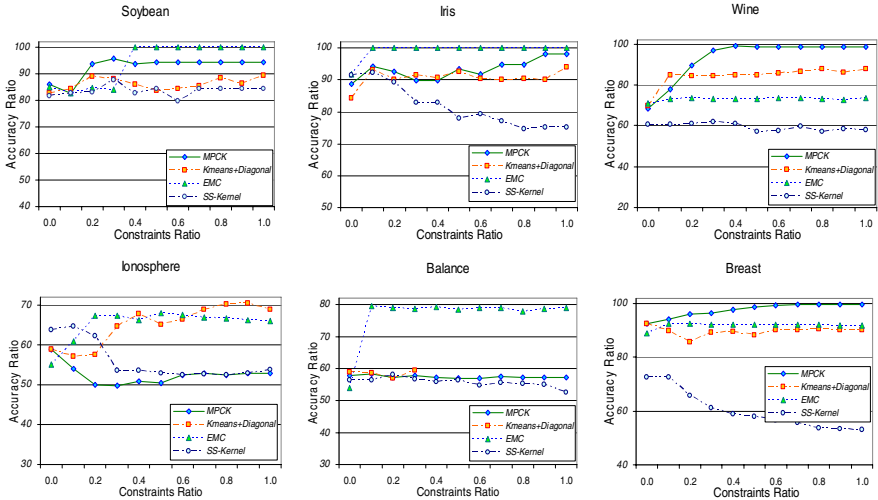 Soybean
Accuracy Ratio
100
90
80
70
60
50
40
MPCK
Kmeans+Diagonal
EMC
SS-Kernel
0.0 0.2 0.4 0.6 0.8 1.0
Constraints Ratio
Iris
Accuracy Ratio
100
90
80
70
60
50
MPCK
Kmeans+Diagonal
EMC
SS-Kernel
0.0 0.2 0.4 0.6 0.8 1.0
Constraints Ratio
Wine
Accuracy Ratio
100
80
60
40
20
MPCK
Kmeans+Diagonal
EMC
SS-Kernel
0.0 0.2 0.4 0.6 0.8 1.0
Constraints Ratio
Ionosphere
Accuracy Ratio
70
60
50
40
30
MPCK
Kmeans+Diagonal
EMC
SS-Kernel
0.0 0.2 0.4 0.6 0.8 1.0
Constraints Ratio
Balance
Accuracy Ratio
80
70
60
50
40
30
MPCK
Kmeans+Diagonal
EMC
SS-Kernel
0.0 0.2 0.4 0.6 0.8 1.0
Constraints Ratio
Breast
Accuracy Ratio
100
80
60
40
MPCK
Kmeans+Diagonal
EMC
SS-Kernel
0.0 0.2 0.4 0.6 0.8 1.0
Constraints Ratio